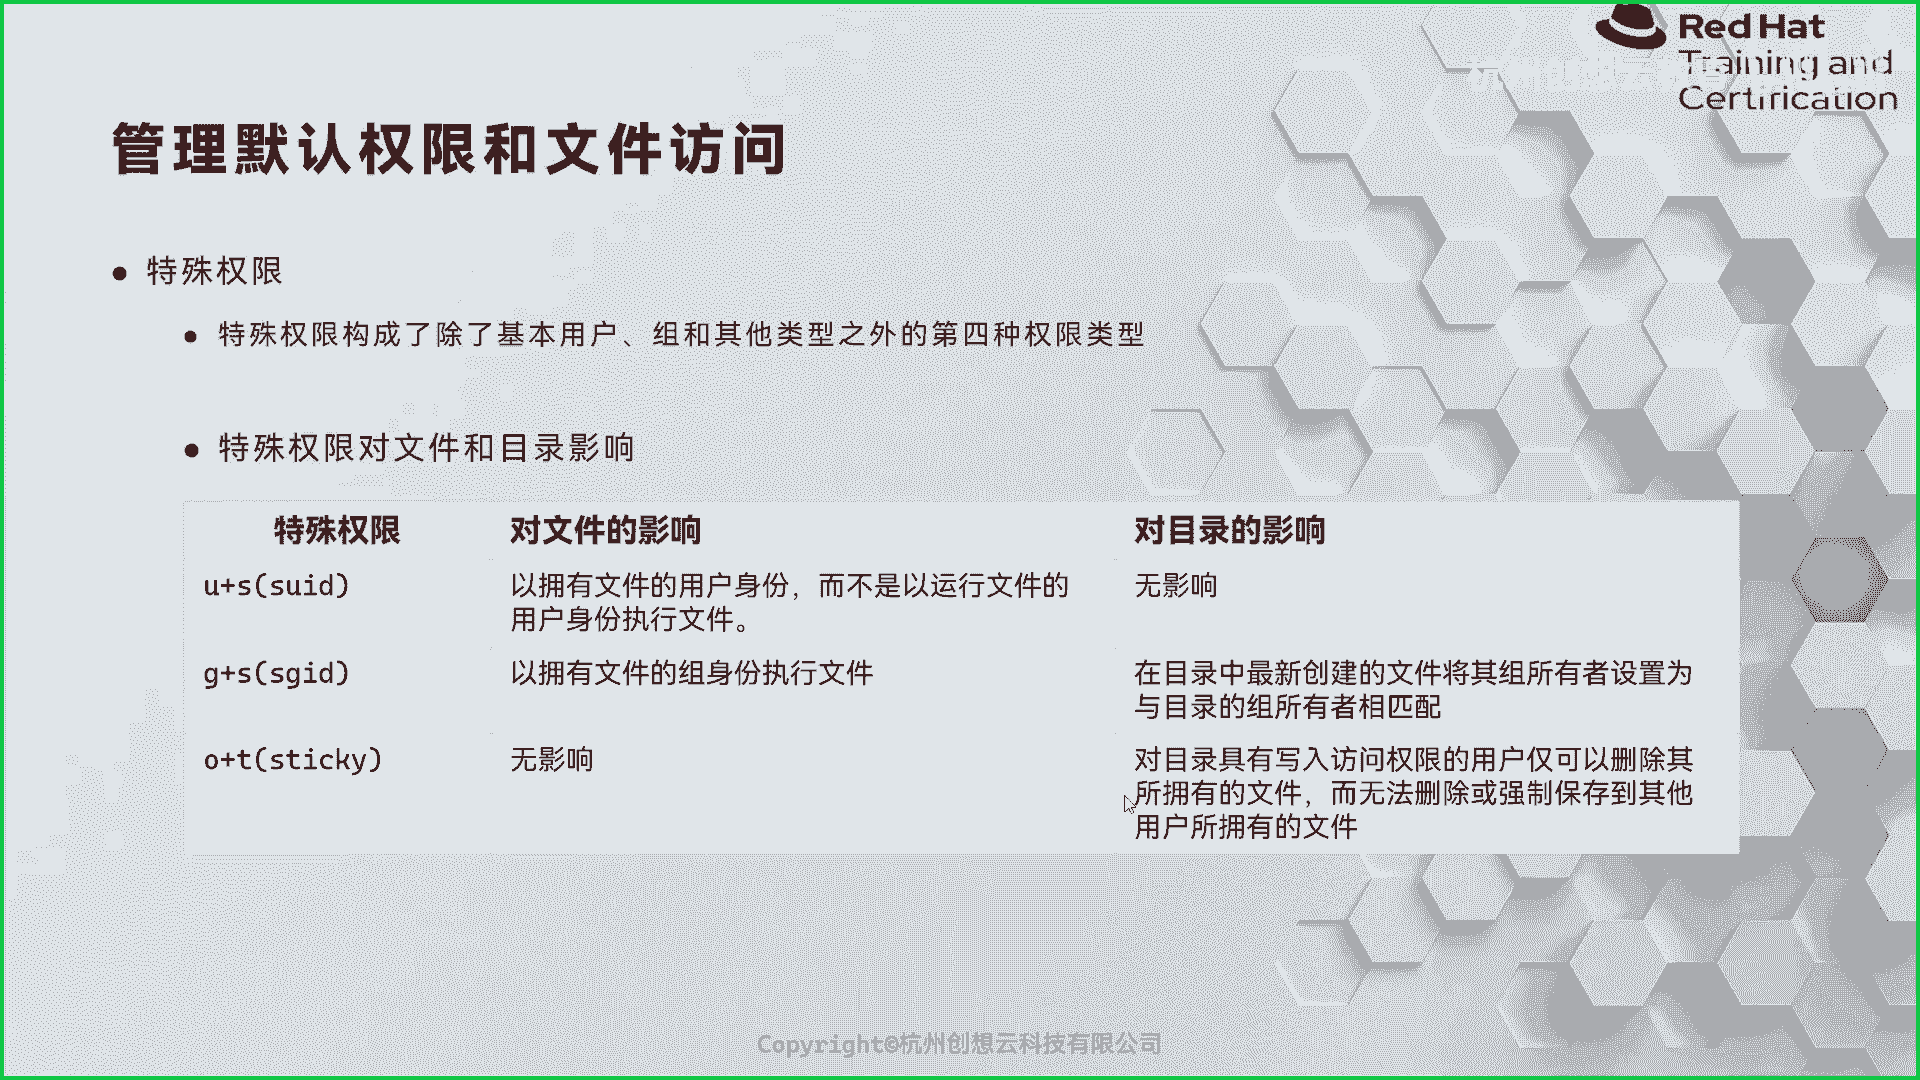 Red Hat
Training and
Certification
管理默认权限和文件访问
特殊权限
特殊权限构成了除了基本用户、组和其他类型之外的第四种权限类型
特殊权限对文件和目录影响
特殊权限 对文件的影响 对目录的影响
u+s(suid) 以拥有文件的用户身份，而不是以运行文件的 无影响
用户身份执行文件。
g+s(sgid) 以拥有文件的组身份执行文件 在目录中最新创建的文件将其组所有者设置为
与目录的组所有者相匹配
o+t(sticky) 无影响 对目录具有写入访问权限的用户仅可以删除其
所拥有的文件，而无法删除或强制保存到其他
用户所拥有的文件
Copyright©杭州创想云科技有限公司